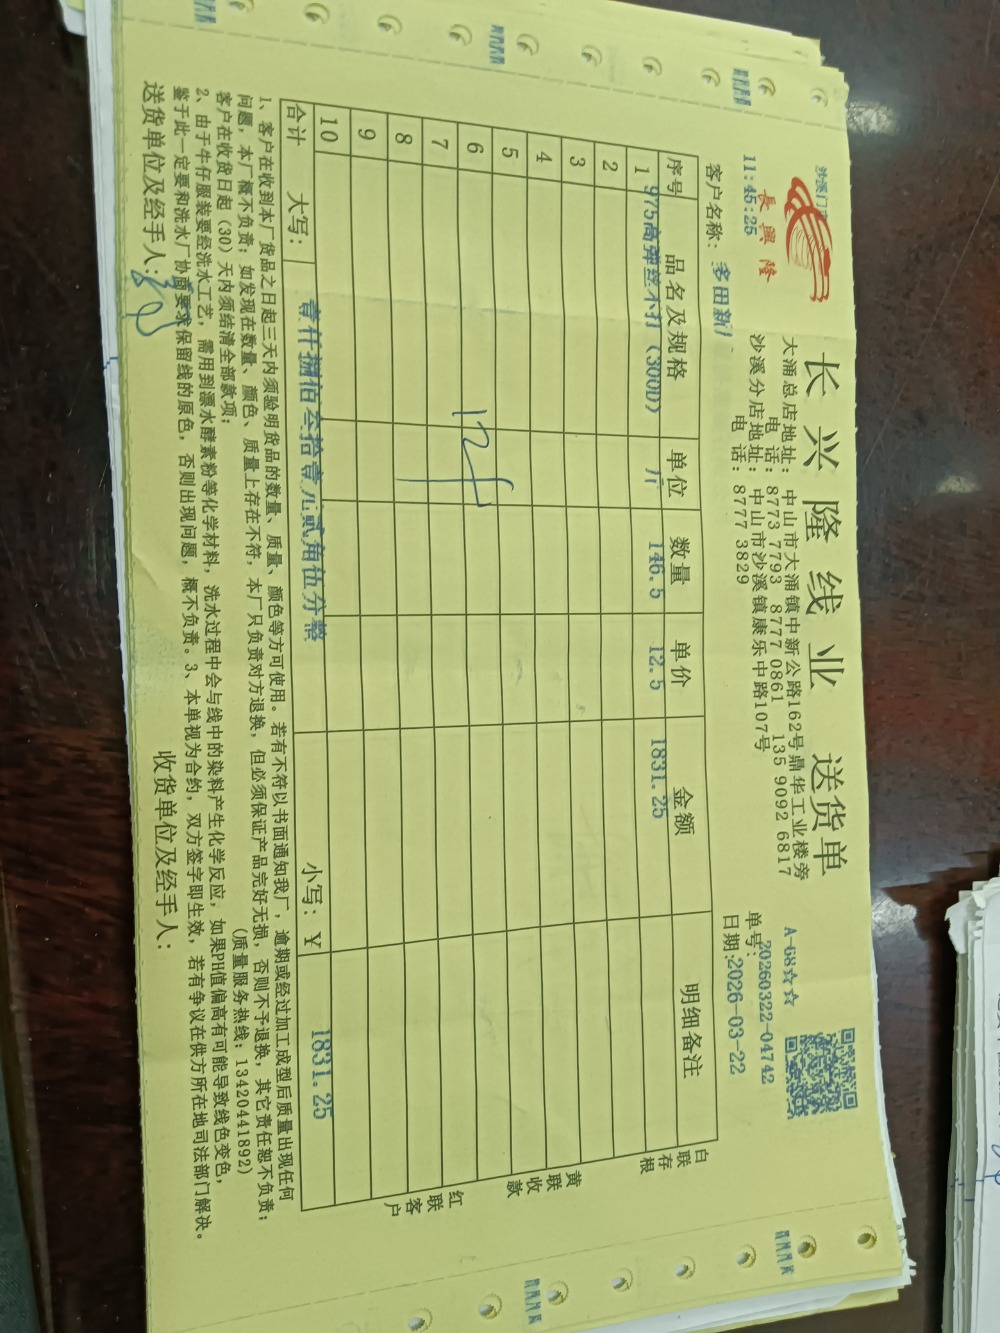 沙溪门市
長興隆
11:45:25
长兴隆线业 送货单
大涌总店地址: 中山市大涌镇中新公路162号鼎华工业楼旁
电 话: 8773 7793 8777 0861 135 9092 6817
沙溪分店地址: 中山市沙溪镇康乐中路107号
电 话: 8777 3829
A-G8☆☆
单号: 20260322-04742
日期: 2026-03-22
客户名称: 多田新厂
序号 品名及规格 单位 数量 单价 金额 明细备注
1 975高弹丝不打(300D) 斤 146.5 12.5 1831.25
2
3
4
5
6
7
8
9
10
12个
合计 大写: 壹仟捌佰叁拾壹元贰角伍分整 小写: ¥ 1831.25
白联存根
黄联收款
红联客户
1、客户在收到本厂货品之日起三天内须验明货品的数量、质量、颜色等方可使用。若有不符以书面通知我厂,逾期或经过加工成型后质量出现任何
问题,本厂概不负责;如发现在数量、颜色、质量上存在不符,本厂只负责对方退换,但必须保证产品完好无损,否则不予退换,其它责任恕不负责;
客户在收货日起(30)天内须结清全部款项; (质量服务热线:13420441892)
2、由于牛仔服装要经洗水工艺,需用到漂水酵素粉等化学材料,洗水过程中会与线中的染料产生化学反应,如果PH值偏高有可能导致线色变色,
鉴于此一定要和洗水厂协商要求保留线的原色,否则出现问题,概不负责。3、本单视为合约,双方签字即生效,若有争议在供方所在地司法部门解决。
送货单位及经手人: 收货单位及经手人: